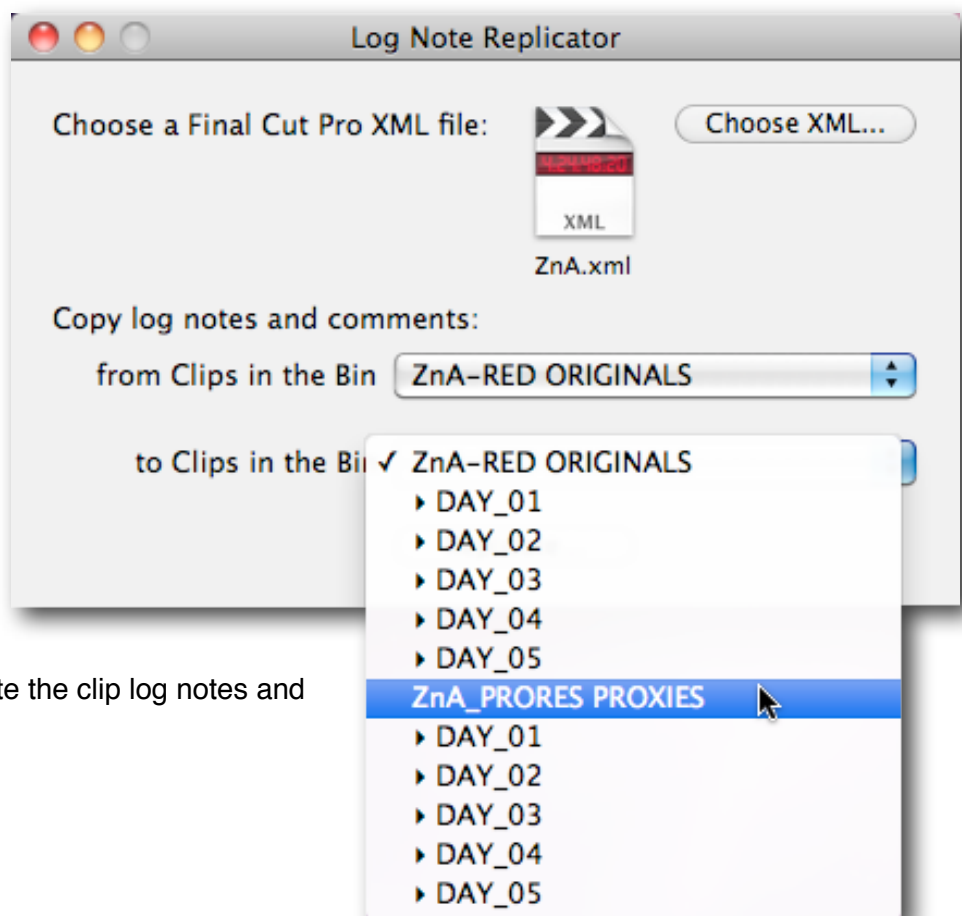 Log Note Replicator
Choose a Final Cut Pro XML file:
Choose XML...
XML
ZnA.xml
Copy log notes and comments:
from Clips in the Bin
ZnA-RED ORIGINALS
to Clips in the
✓ ZnA-RED ORIGINALS
DAY_01
DAY_02
DAY_03
DAY_04
DAY_05
the clip log notes and
ZnA_PRORES PROXIES
DAY_01
DAY_02
DAY_03
DAY_04
DAY_05